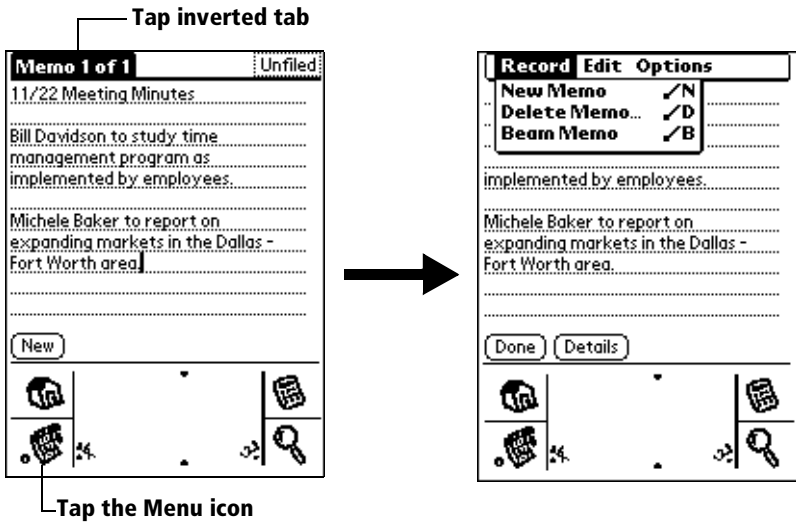 Tap inverted tab
Memo 1 of 1 Unfiled
11/22 Meeting Minutes
Bill Davidson to study time
management program as
implemented by employees.
Michele Baker to report on
expanding markets in the Dallas -
Fort Worth area.
New
Tap the Menu icon
Record Edit Options
New Memo /N
Delete Memo... /D
Beam Memo /B
implemented by employees.
Michele Baker to report on
expanding markets in the Dallas -
Fort Worth area.
Done Details